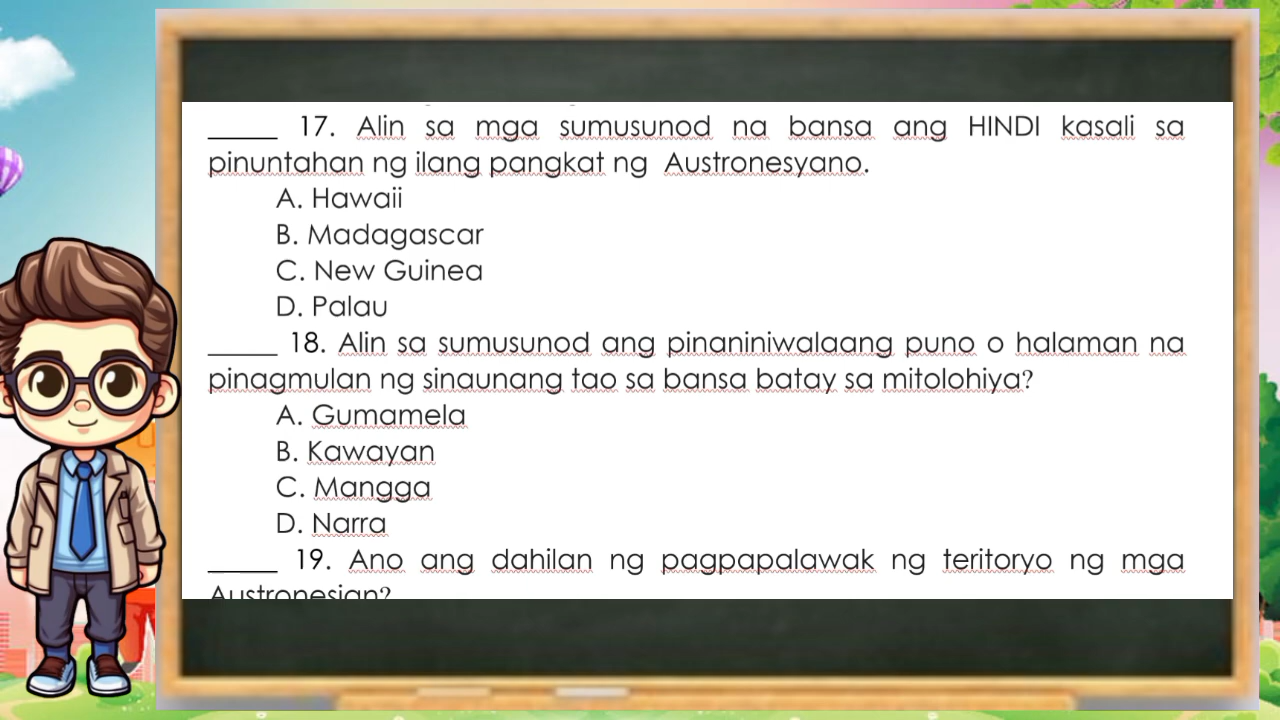 _____ 17. Alin sa mga sumusunod na bansa ang HINDI kasali sa
pinuntahan ng ilang pangkat ng Austronesyano.
A. Hawaii
B. Madagascar
C. New Guinea
D. Palau
_____ 18. Alin sa sumusunod ang pinaniniwalaang puno o halaman na
pinagmulan ng sinaunang tao sa bansa batay sa mitolohiya?
A. Gumamela
B. Kawayan
C. Mangga
D. Narra
_____ 19. Ano ang dahilan ng pagpapalawak ng teritoryo ng mga
Austronesian?